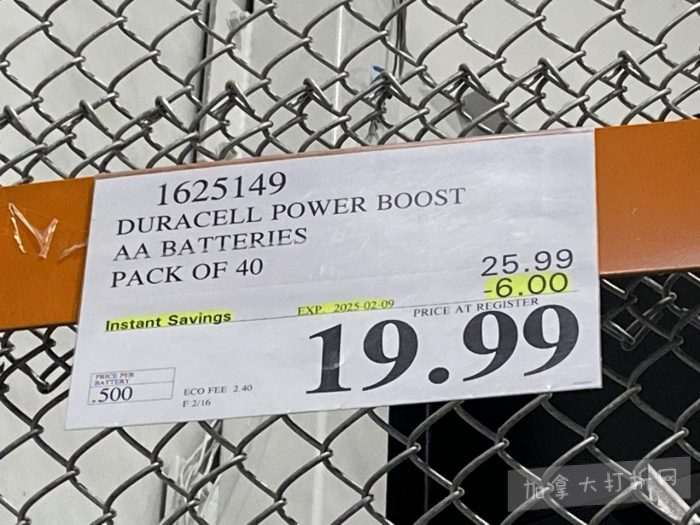 1625149
DURACELL POWER BOOST
AA BATTERIES
PACK OF 40
25.99
-6.00
Instant Savings
EXP. 2025-02-09
PRICE AT REGISTER
19.99
PRICE PER
BATTERY
.500
ECO FEE 2.40
F 2/16
加拿大打折网